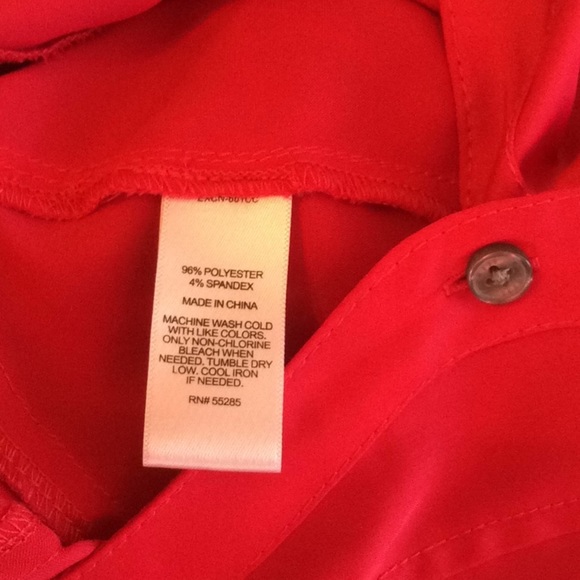 96% POLYESTER
4% SPANDEX
MADE IN CHINA
MACHINE WASH COLD
WITH LIKE COLORS.
ONLY NON-CHLORINE
BLEACH WHEN
NEEDED. TUMBLE DRY
LOW. COOL IRON
IF NEEDED.
RN# 55285